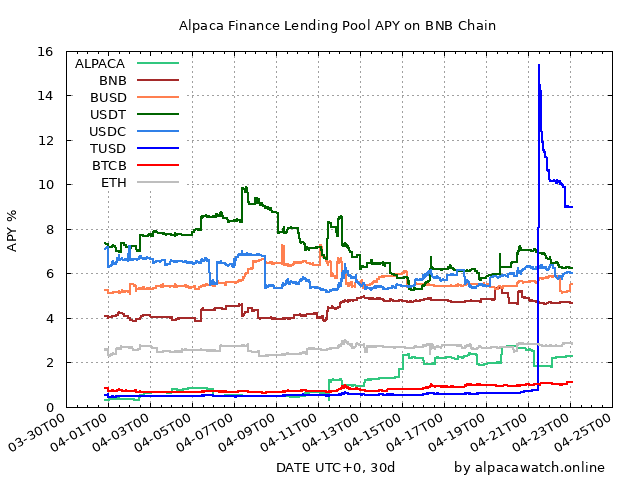 Alpaca Finance Lending Pool APY on BNB Chain
16
14
12
10
8
6
4
2
0
APY %
ALPACA
BNB
BUSD
USDT
USDC
TUSD
BTCB
ETH
03-30T00
04-01T00
04-03T00
04-05T00
04-07T00
04-09T00
04-11T00
04-13T00
04-15T00
04-17T00
04-19T00
04-21T00
04-23T00
04-25T00
DATE UTC+0, 30d
by alpacawatch.online